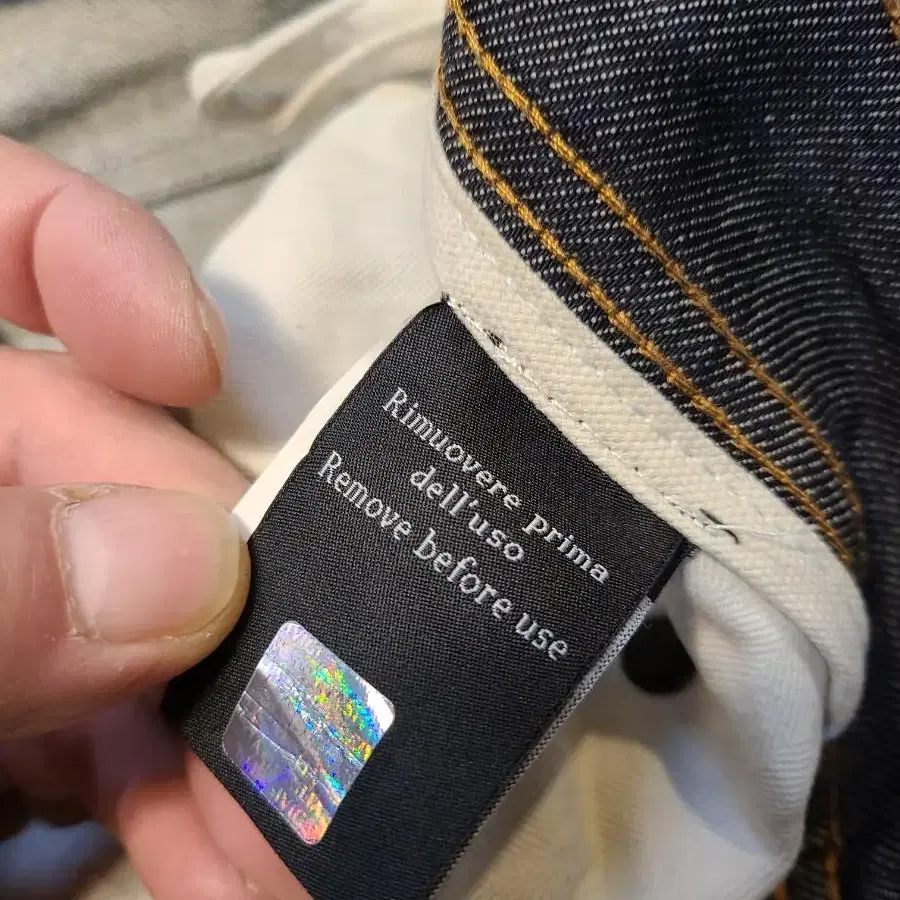 Rimuovere prima
dell'uso
Remove before use